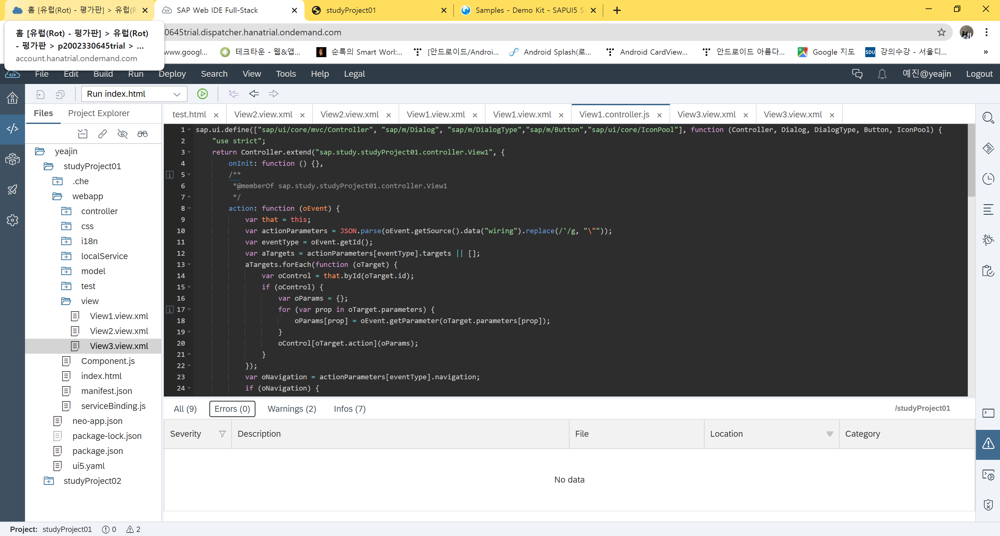 홈 [유럽(Rot) - 평가판] > 유럽(R
SAP Web IDE Full-Stack
studyProject01
Samples - Demo Kit - SAPUI5 S
홈 [유럽(Rot) - 평가판] > 유럽(Rot)
- 평가판 > p2002330645trial > ...
account.hanatrial.ondemand.com
0645trial.dispatcher.hanatrial.ondemand.com
www.googl...
테크타운 - 웹&앱...
순록의 Smart Worl:...
[안드로이드/Androi...
Android Splash(로...
Android CardView...
안드로이드 아름다...
Google 지도
SDU
강의수강 - 서울디...
»
File Edit Build Run Deploy Search View Tools Help Legal
예진@yeajin Logout
Run index.html
Files Project Explorer
test.html
View2.view.xml
View2.view.xml
View1.view.xml
View1.view.xml
View1.controller.js
View3.view.xml
View3.view.xml
yeajin
studyProject01
.che
webapp
controller
css
i18n
localService
model
test
view
View1.view.xml
View2.view.xml
View3.view.xml
Component.js
index.html
manifest.json
serviceBinding.js
neo-app.json
package-lock.json
package.json
ui5.yaml
studyProject02
1 sap.ui.define(["sap/ui/core/mvc/Controller", "sap/m/Dialog", "sap/m/DialogType","sap/m/Button","sap/ui/core/IconPool"], function (Controller, Dialog, DialogType, Button, IconPool) {
2 "use strict";
3 return Controller.extend("sap.study.studyProject01.controller.View1", {
4 onInit: function () {},
5 /**
6 *@memberOf sap.study.studyProject01.controller.View1
7 */
8 action: function (oEvent) {
9 var that = this;
10 var actionParameters = JSON.parse(oEvent.getSource().data("wiring").replace(/'/g, "\""));
11 var eventType = oEvent.getId();
12 var aTargets = actionParameters[eventType].targets || [];
13 aTargets.forEach(function (oTarget) {
14 var oControl = that.byId(oTarget.id);
15 if (oControl) {
16 var oParams = {};
17 for (var prop in oTarget.parameters) {
18 oParams[prop] = oEvent.getParameter(oTarget.parameters[prop]);
19 }
20 oControl[oTarget.action](oParams);
21 }
22 });
23 var oNavigation = actionParameters[eventType].navigation;
24 if (oNavigation) {
All (9) Errors (0) Warnings (2) Infos (7)
/studyProject01
Severity Description File Location Category
No data
Project: studyProject01 0 2